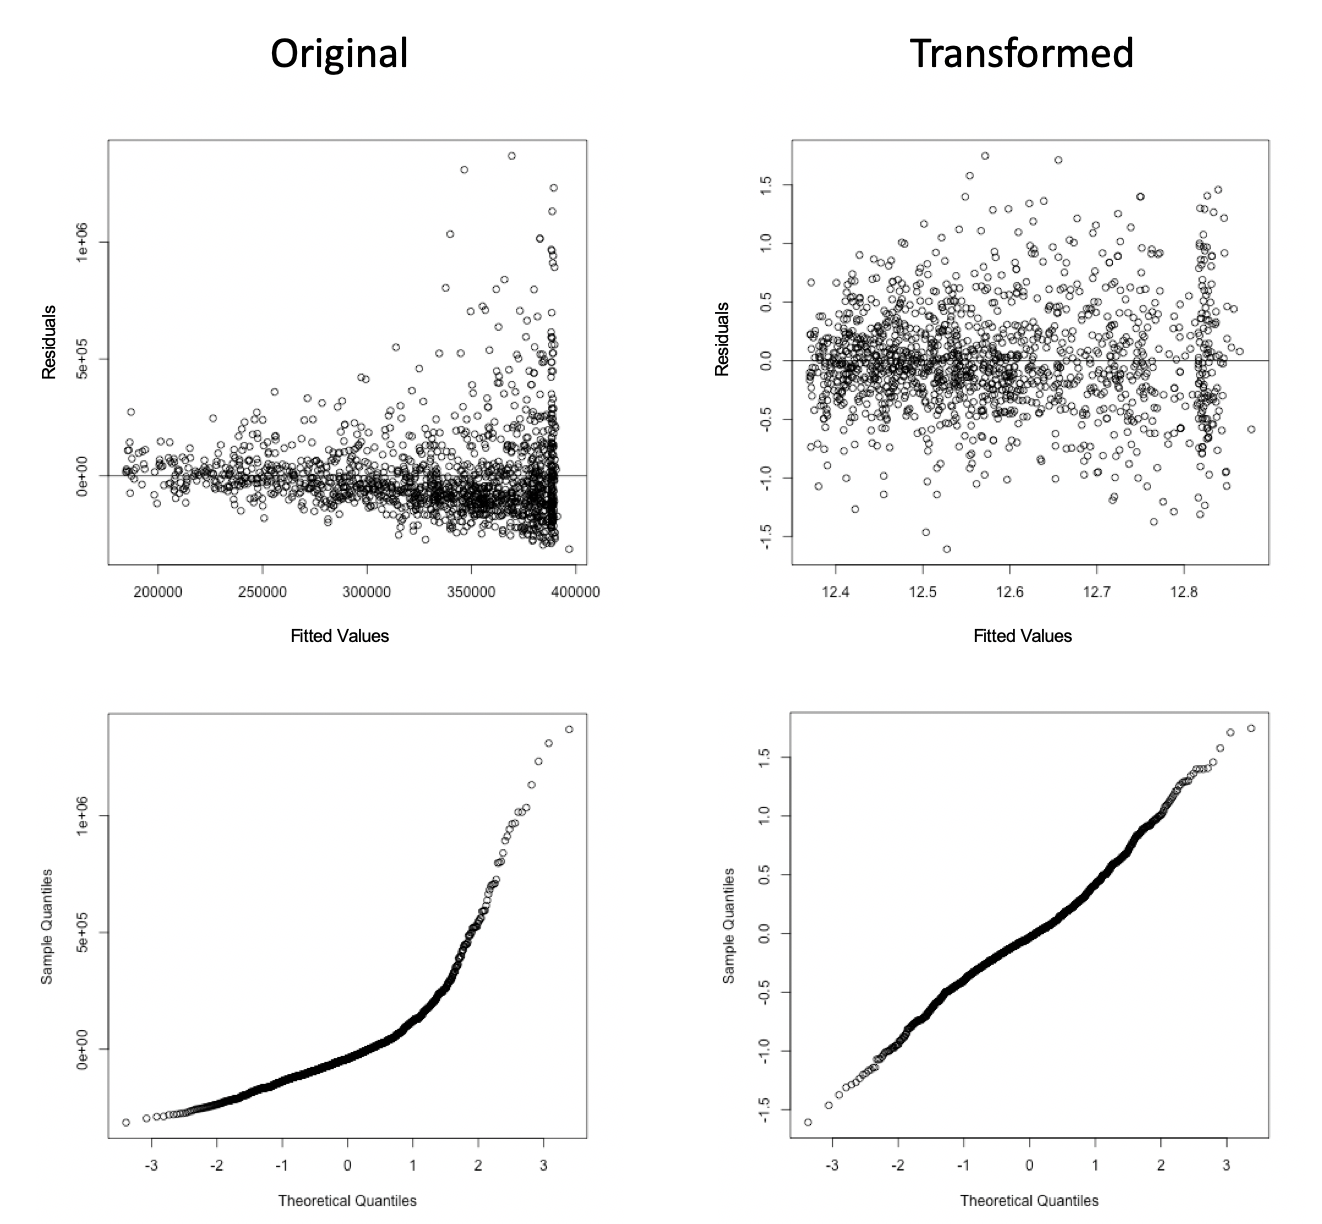 Original
Transformed
Residuals
1e+06
5e+05
0e+00
200000 250000 300000 350000 400000
Fitted Values
Residuals
1.5
1.0
0.5
0.0
-0.5
-1.0
-1.5
12.4 12.5 12.6 12.7 12.8
Fitted Values
Sample Quantiles
1e+06
5e+05
0e+00
-3 -2 -1 0 1 2 3
Theoretical Quantiles
Sample Quantiles
1.5
1.0
0.5
0.0
-0.5
-1.0
-1.5
-3 -2 -1 0 1 2 3
Theoretical Quantiles